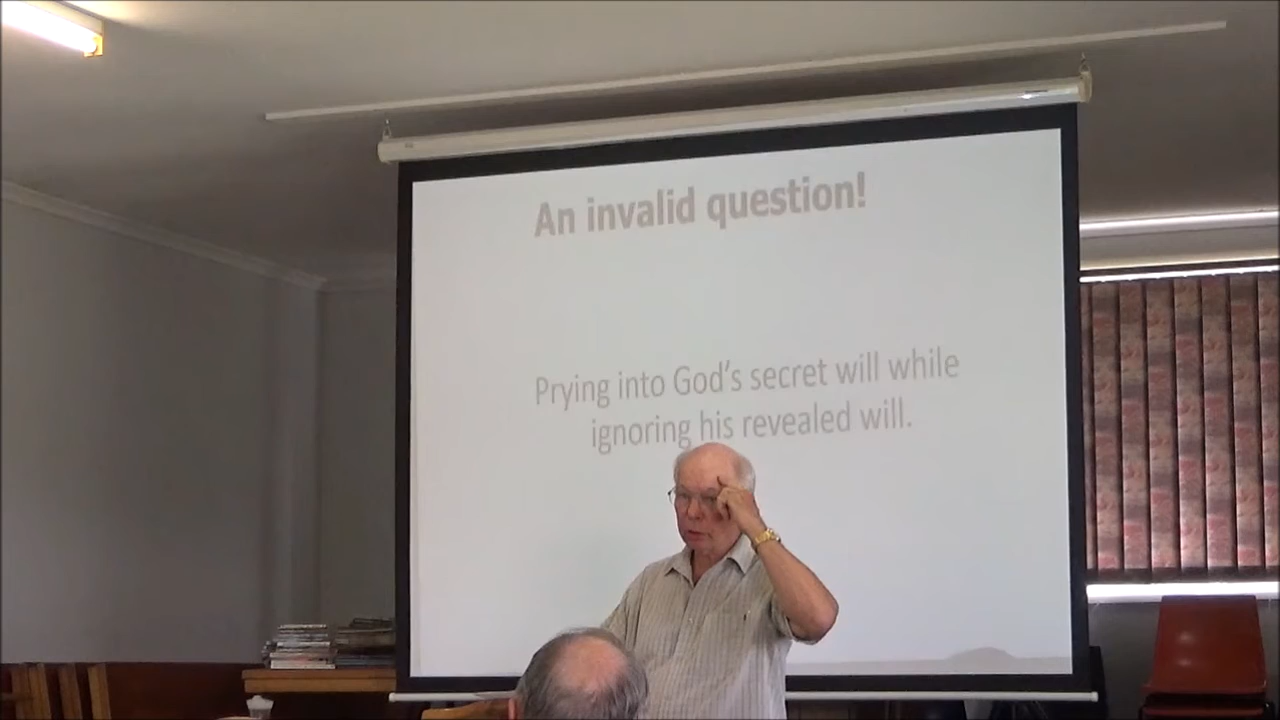 An invalid question!
Prying into God's secret will while
ignoring his revealed will.